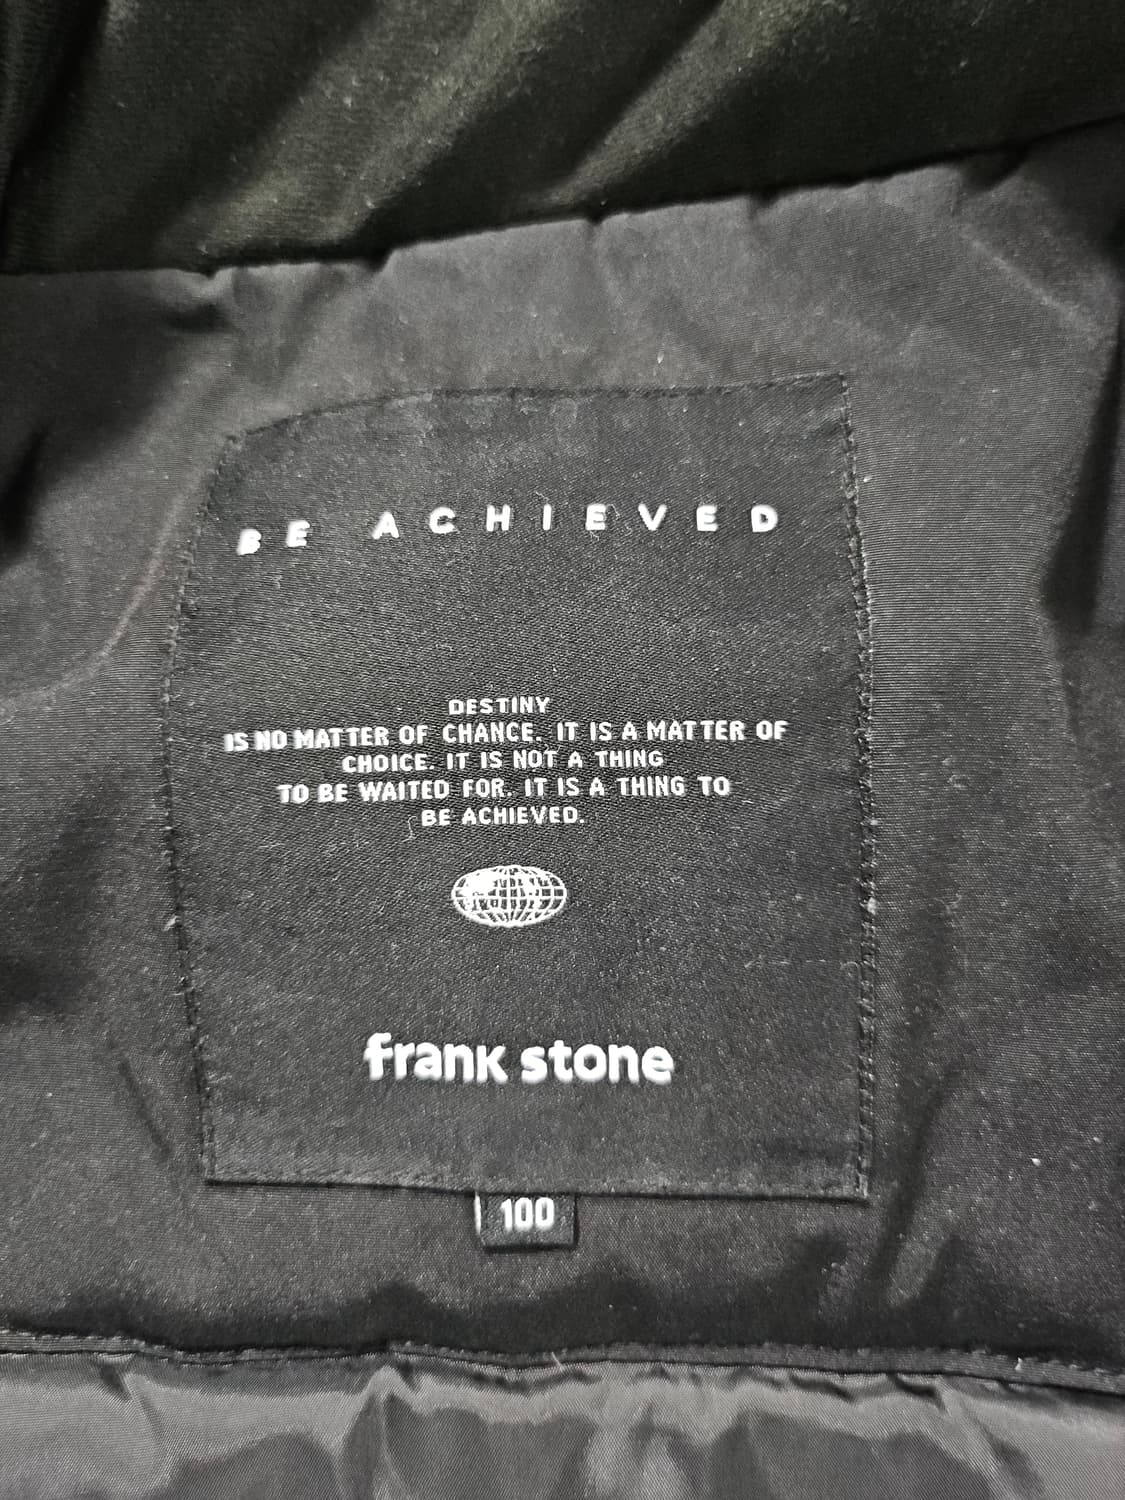 BE ACHIEVED
DESTINY
IS NO MATTER OF CHANCE. IT IS A MATTER OF
CHOICE. IT IS NOT A THING
TO BE WAITED FOR. IT IS A THING TO
BE ACHIEVED.
frank stone
100